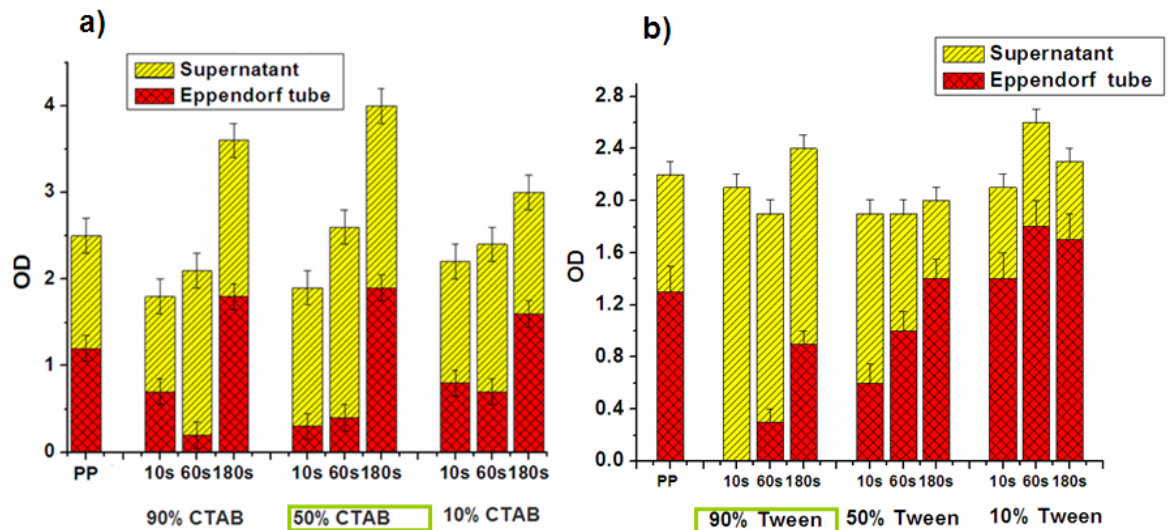 a)
Supernatant
Eppendorf tube
OD
4
3
2
1
0
PP 10s 60s 180s 10s 60s 180s 10s 60s 180s
90% CTAB 50% CTAB 10% CTAB
b)
Supernatant
Eppendorf tube
OD
2.8
2.4
2.0
1.6
1.2
0.8
0.4
0.0
PP 10s 60s 180s 10s 60s 180s 10s 60s 180s
90% Tween 50% Tween 10% Tween